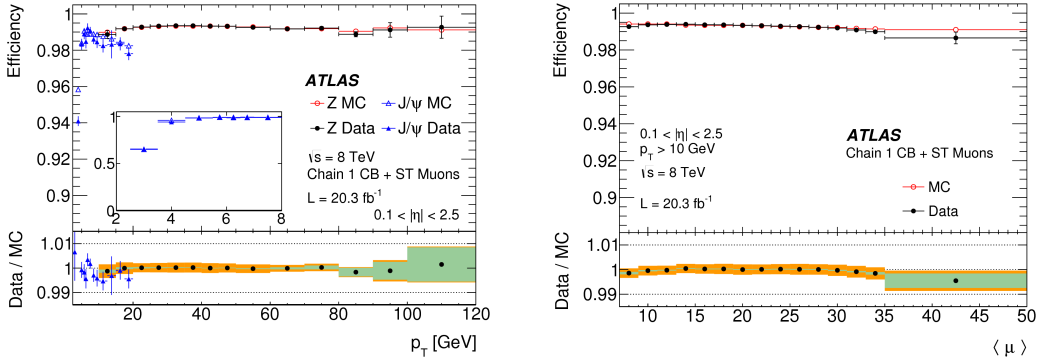 Efficiency
1
0.98
0.96
0.94
0.92
0.9
ATLAS
Z MC
J/ψ MC
Z Data
J/ψ Data
√s = 8 TeV
Chain 1 CB + ST Muons
L = 20.3 fb⁻¹
0.1 < |η| < 2.5
1
0.5
0
2 4 6 8
Data / MC
1.01
1
0.99
0 20 40 60 80 100 120
p_T [GeV]
Efficiency
1
0.98
0.96
0.94
0.92
0.9
0.1 < |η| < 2.5
p_T > 10 GeV
√s = 8 TeV
L = 20.3 fb⁻¹
ATLAS
Chain 1 CB + ST Muons
MC
Data
Data / MC
1.01
1
0.99
10 15 20 25 30 35 40 45 50
⟨ μ ⟩